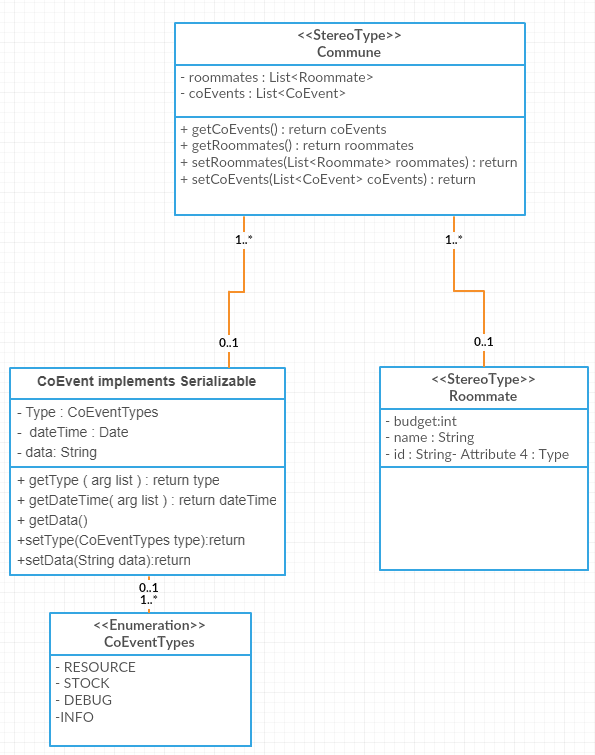 <<StereoType>>
Commune
- roommates : List<Roommate>
- coEvents : List<CoEvent>
+ getCoEvents() : return coEvents
+ getRoommates() : return roommates
+ setRoommates(List<Roommate> roommates) : return
+ setCoEvents(List<CoEvent> coEvents) : return
1..*
1..*
0..1
0..1
CoEvent implements Serializable
- Type : CoEventTypes
- dateTime : Date
- data: String
+ getType ( arg list ) : return type
+ getDateTime( arg list ) : return dateTime
+ getData()
+setType(CoEventTypes type):return
+setData(String data):return
<<StereoType>>
Roommate
- budget:int
- name : String
- id : String- Attribute 4 : Type
0..1
1..*
<<Enumeration>>
CoEventTypes
- RESOURCE
- STOCK
- DEBUG
-INFO